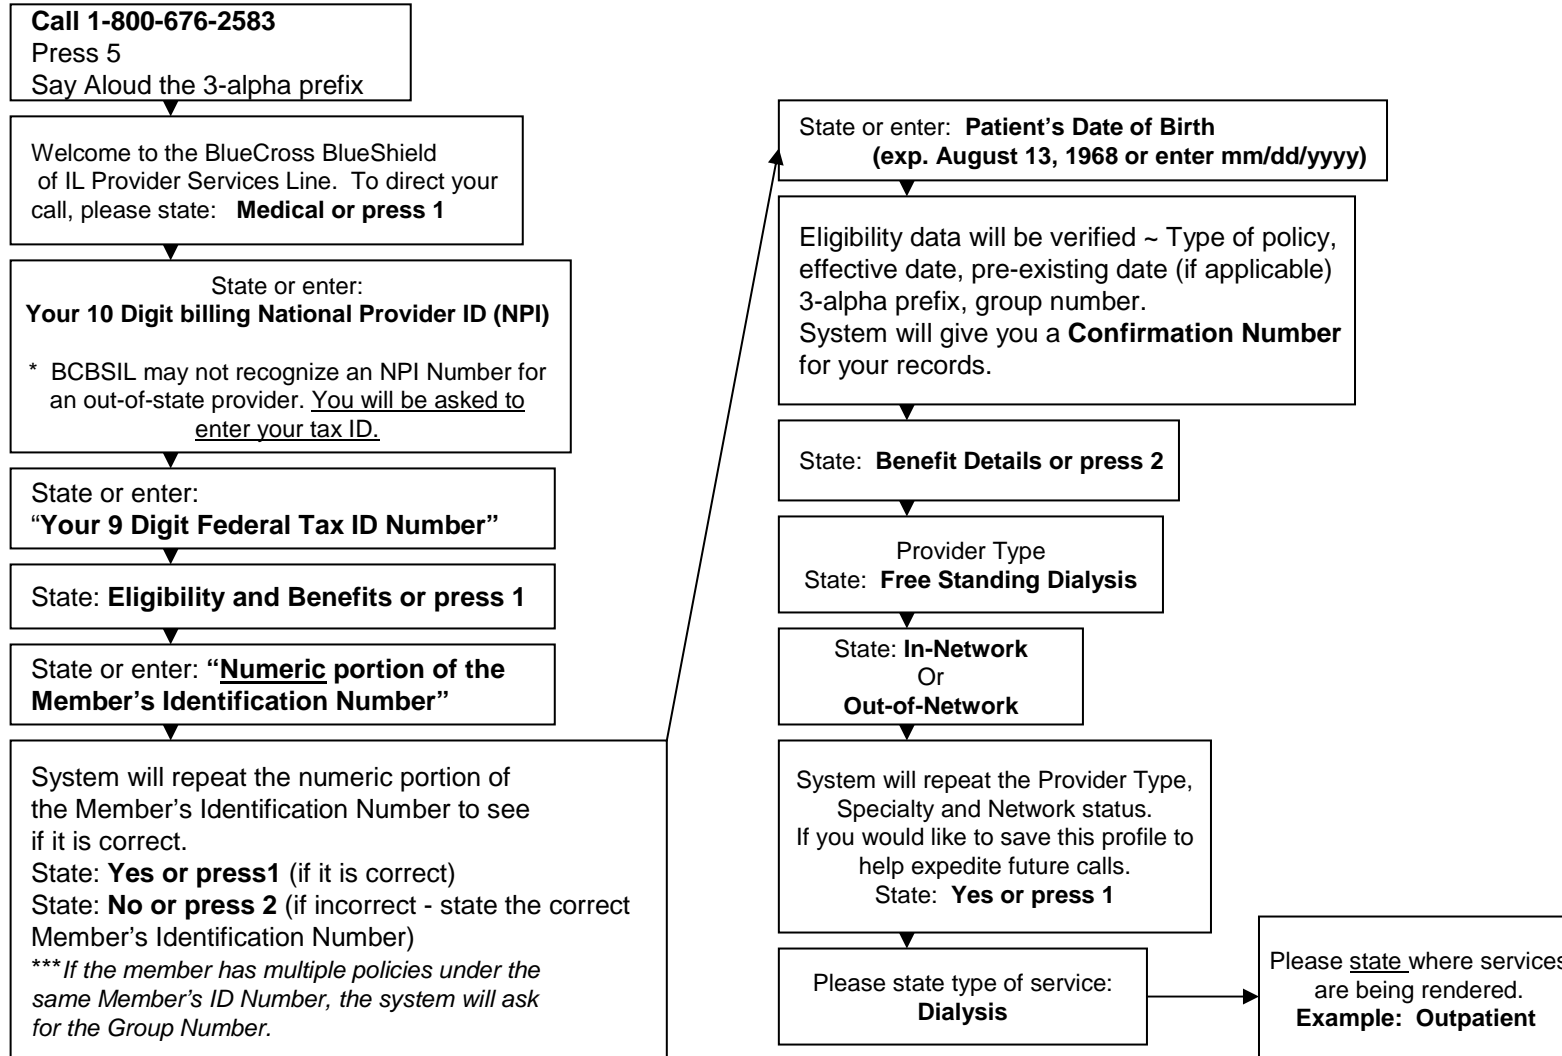 Call 1-800-676-2583
Press 5
Say Aloud the 3-alpha prefix
Welcome to the BlueCross BlueShield
of IL Provider Services Line. To direct your
call, please state: Medical or press 1
State or enter:
Your 10 Digit billing National Provider ID (NPI)
* BCBSIL may not recognize an NPI Number for
an out-of-state provider. You will be asked to
enter your tax ID.
State or enter:
“Your 9 Digit Federal Tax ID Number”
State: Eligibility and Benefits or press 1
State or enter: “Numeric portion of the
Member’s Identification Number”
System will repeat the numeric portion of
the Member’s Identification Number to see
if it is correct.
State: Yes or press1 (if it is correct)
State: No or press 2 (if incorrect - state the correct
Member’s Identification Number)
***If the member has multiple policies under the
same Member’s ID Number, the system will ask
for the Group Number.
State or enter: Patient’s Date of Birth
(exp. August 13, 1968 or enter mm/dd/yyyy)
Eligibility data will be verified ~ Type of policy,
effective date, pre-existing date (if applicable)
3-alpha prefix, group number.
System will give you a Confirmation Number
for your records.
State: Benefit Details or press 2
Provider Type
State: Free Standing Dialysis
State: In-Network
Or
Out-of-Network
System will repeat the Provider Type,
Specialty and Network status.
If you would like to save this profile to
help expedite future calls.
State: Yes or press 1
Please state type of service:
Dialysis
Please state where services
are being rendered.
Example: Outpatient